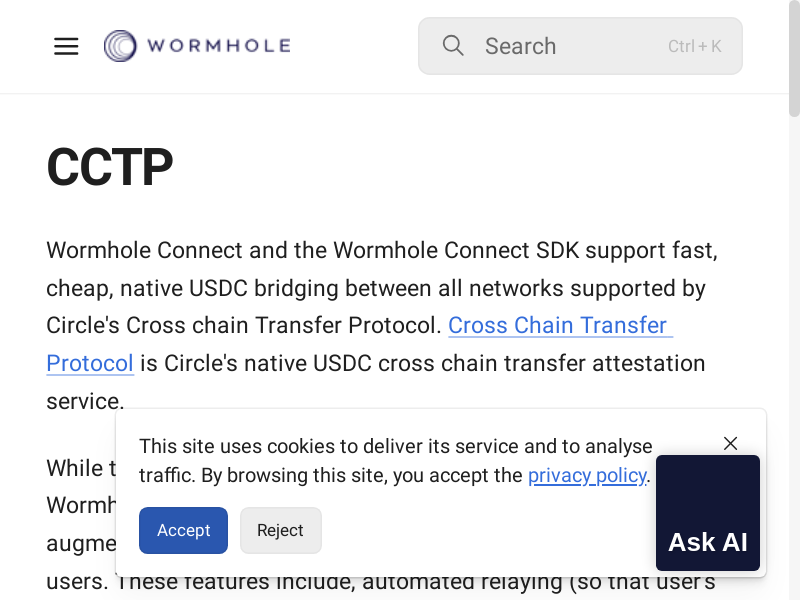 WORMHOLE
Search
Ctrl + K
CCTP
Wormhole Connect and the Wormhole Connect SDK support fast,
cheap, native USDC bridging between all networks supported by
Circle's Cross chain Transfer Protocol. Cross Chain Transfer
Protocol is Circle's native USDC cross chain transfer attestation
service.
While t
Wormh
augme
users. These features include, automated relaying (so that user's
This site uses cookies to deliver its service and to analyse
traffic. By browsing this site, you accept the privacy policy.
Accept
Reject
Ask AI